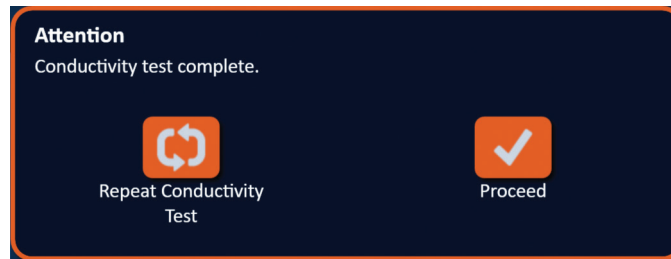 Attention
Conductivity test complete.
Repeat Conductivity
Test
Proceed